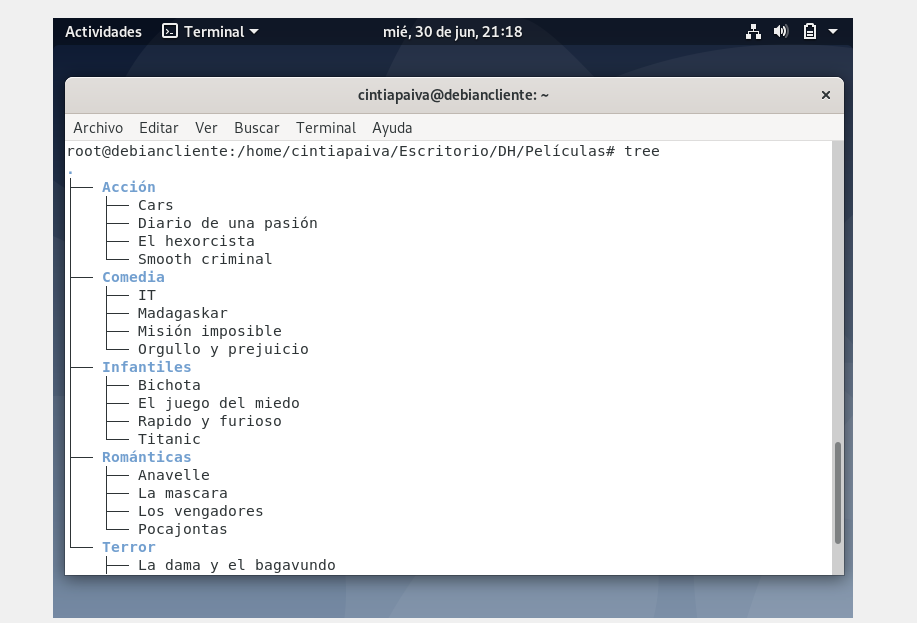 Actividades Terminal mié, 30 de jun, 21:18
cintiapaiva@debiancliente: ~
Archivo Editar Ver Buscar Terminal Ayuda
root@debiancliente:/home/cintiapaiva/Escritorio/DH/Películas# tree
.
├── Acción
│   ├── Cars
│   ├── Diario de una pasión
│   ├── El hexorcista
│   └── Smooth criminal
├── Comedia
│   ├── IT
│   ├── Madagaskar
│   ├── Misión imposible
│   └── Orgullo y prejuicio
├── Infantiles
│   ├── Bichota
│   ├── El juego del miedo
│   ├── Rapido y furioso
│   └── Titanic
├── Románticas
│   ├── Anavelle
│   ├── La mascara
│   ├── Los vengadores
│   └── Pocajontas
└── Terror
    ├── La dama y el bagavundo